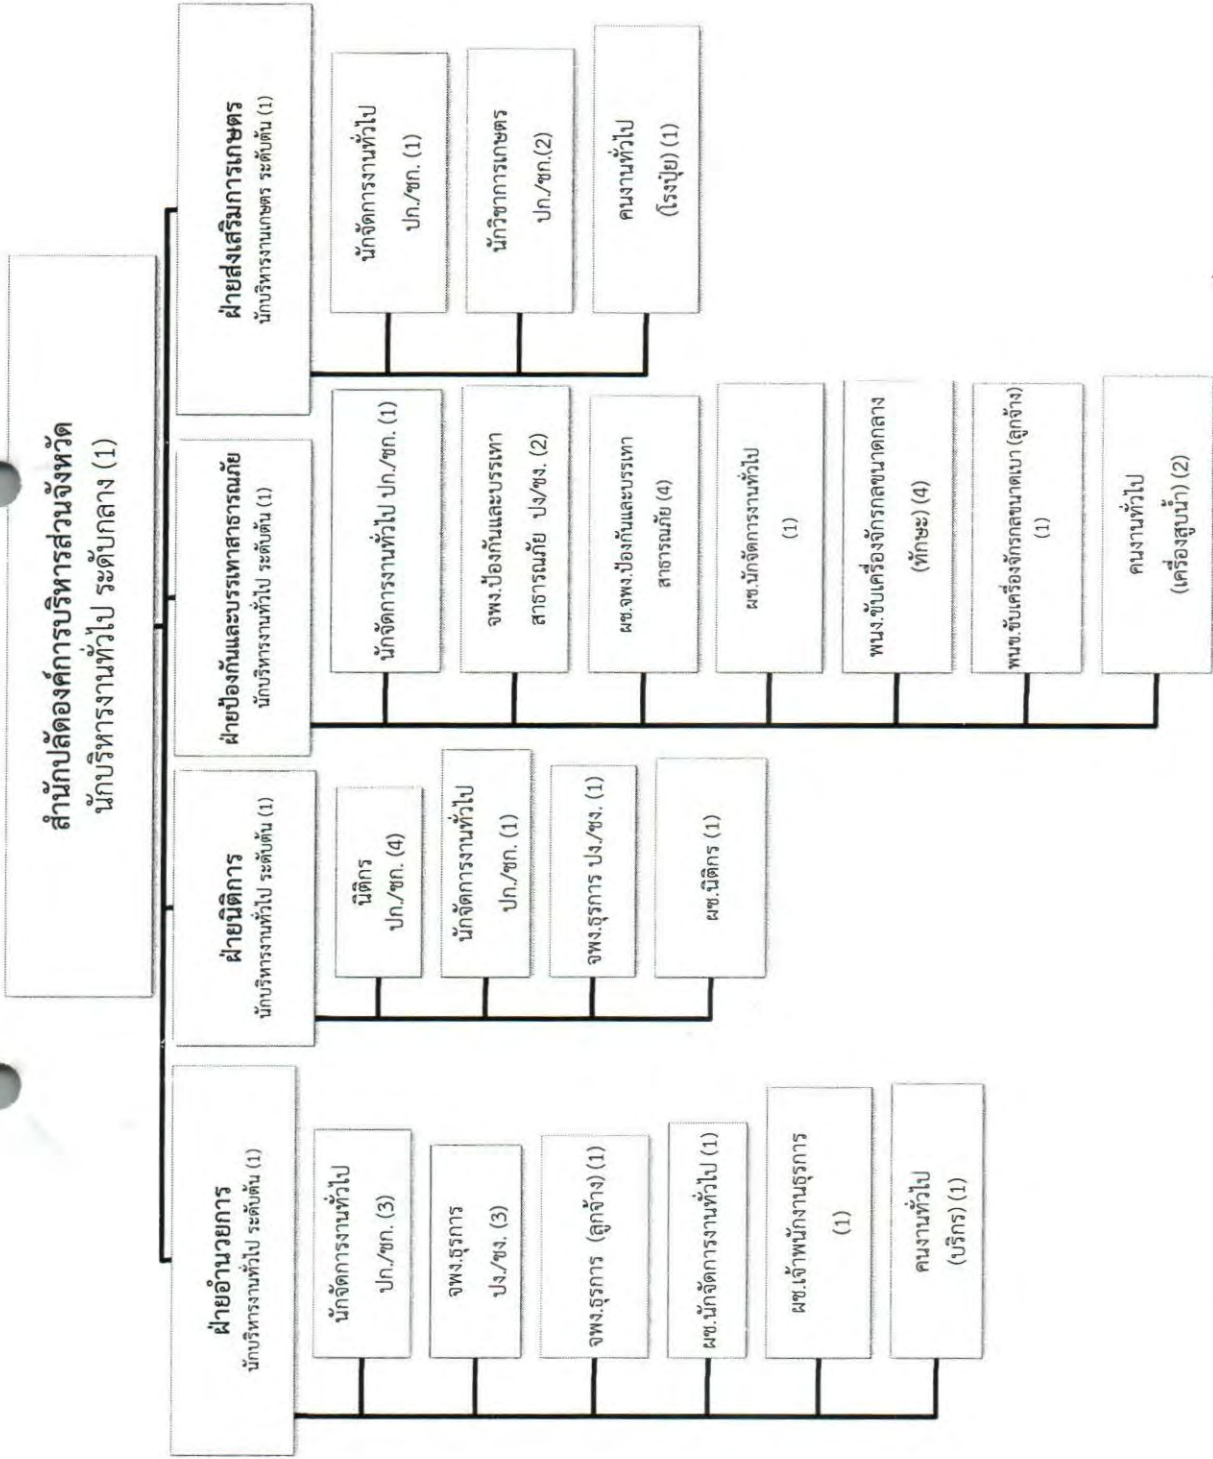 สำนักปลัดองค์การบริหารส่วนจังหวัด
นักบริหารงานทั่วไป ระดับกลาง (1)
ฝ่ายอำนวยการ
นักบริหารงานทั่วไป ระดับต้น (1)
นักจัดการงานทั่วไป
ปก./ชก. (3)
จพง.ธุรการ
ปง./ชง. (3)
จพง.ธุรการ (ลูกจ้าง) (1)
ผช.นักจัดการงานทั่วไป (1)
ผช.เจ้าพนักงานธุรการ
(1)
คนงานทั่วไป
(บริกร) (1)
ฝ่ายนิติการ
นักบริหารงานทั่วไป ระดับต้น (1)
นิติกร
ปก./ชก. (4)
นักจัดการงานทั่วไป
ปก./ชก. (1)
จพง.ธุรการ ปง./ชง. (1)
ผช.นิติกร (1)
ฝ่ายป้องกันและบรรเทาสาธารณภัย
นักบริหารงานทั่วไป ระดับต้น (1)
นักจัดการงานทั่วไป ปก./ชก. (1)
จพง.ป้องกันและบรรเทา
สาธารณภัย ปง/ชง. (2)
ผช.จพง.ป้องกันและบรรเทา
สาธารณภัย (4)
ผช.นักจัดการงานทั่วไป
(1)
พนง.ขับเครื่องจักรกลขนาดกลาง
(ทักษะ) (4)
พนข.ขับเครื่องจักรกลขนาดเบา (ลูกจ้าง)
(1)
คนงานทั่วไป
(เครื่องสูบน้ำ) (2)
ฝ่ายส่งเสริมการเกษตร
นักบริหารงานเกษตร ระดับต้น (1)
นักจัดการงานทั่วไป
ปก./ชก. (1)
นักวิชาการเกษตร
ปก./ชก.(2)
คนงานทั่วไป
(โรงปุ๋ย) (1)